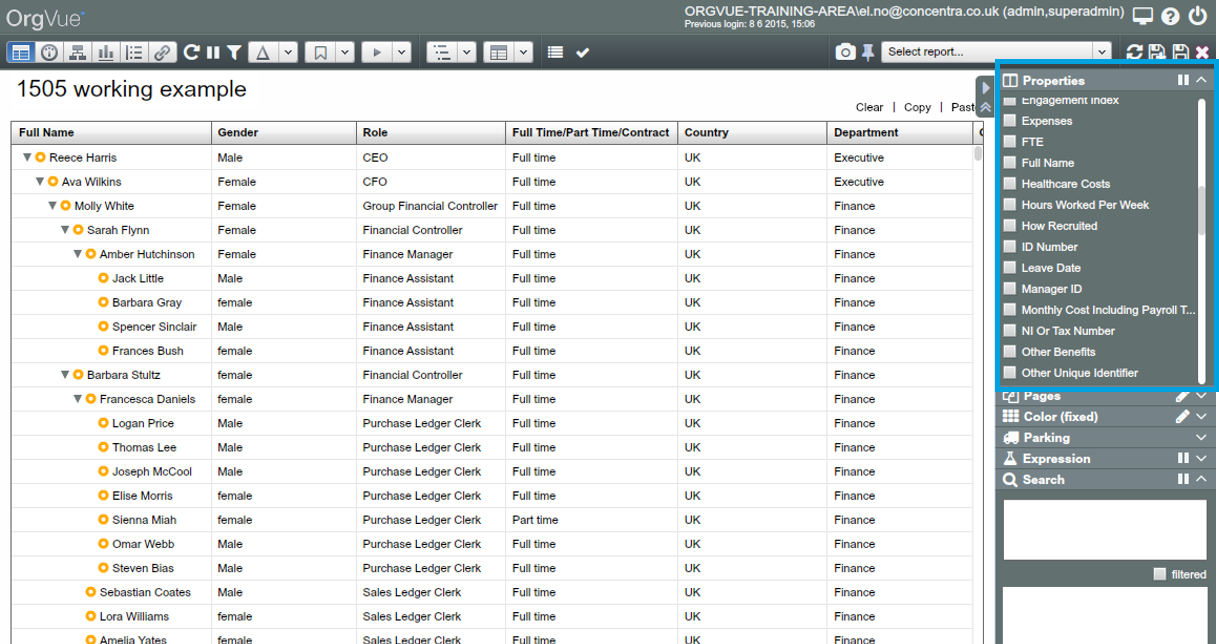 OrgVue
ORGVUE-TRAINING-AREA\el.no@concentra.co.uk (admin,superadmin)
Previous login: 8 6 2015, 15:06
Select report...
1505 working example
Clear | Copy | Past
Full Name Gender Role Full Time/Part Time/Contract Country Department
Reece Harris Male CEO Full time UK Executive
Ava Wilkins Female CFO Full time UK Executive
Molly White Female Group Financial Controller Full time UK Finance
Sarah Flynn Female Financial Controller Full time UK Finance
Amber Hutchinson Female Finance Manager Full time UK Finance
Jack Little Male Finance Assistant Full time UK Finance
Barbara Gray female Finance Assistant Full time UK Finance
Spencer Sinclair Male Finance Assistant Full time UK Finance
Frances Bush female Finance Assistant Full time UK Finance
Barbara Stultz female Financial Controller Full time UK Finance
Francesca Daniels female Finance Manager Full time UK Finance
Logan Price Male Purchase Ledger Clerk Full time UK Finance
Thomas Lee Male Purchase Ledger Clerk Full time UK Finance
Joseph McCool Male Purchase Ledger Clerk Full time UK Finance
Elise Morris female Purchase Ledger Clerk Full time UK Finance
Sienna Miah female Purchase Ledger Clerk Part time UK Finance
Omar Webb Male Purchase Ledger Clerk Full time UK Finance
Steven Bias Male Purchase Ledger Clerk Full time UK Finance
Sebastian Coates Male Sales Ledger Clerk Full time UK Finance
Lora Williams female Sales Ledger Clerk Full time UK Finance
Amelia Yates female Sales Ledger Clerk Full time UK Finance
Properties
Engagement Index
Expenses
FTE
Full Name
Healthcare Costs
Hours Worked Per Week
How Recruited
ID Number
Leave Date
Manager ID
Monthly Cost Including Payroll T...
NI Or Tax Number
Other Benefits
Other Unique Identifier
Pages
Color (fixed)
Parking
Expression
Search
filtered